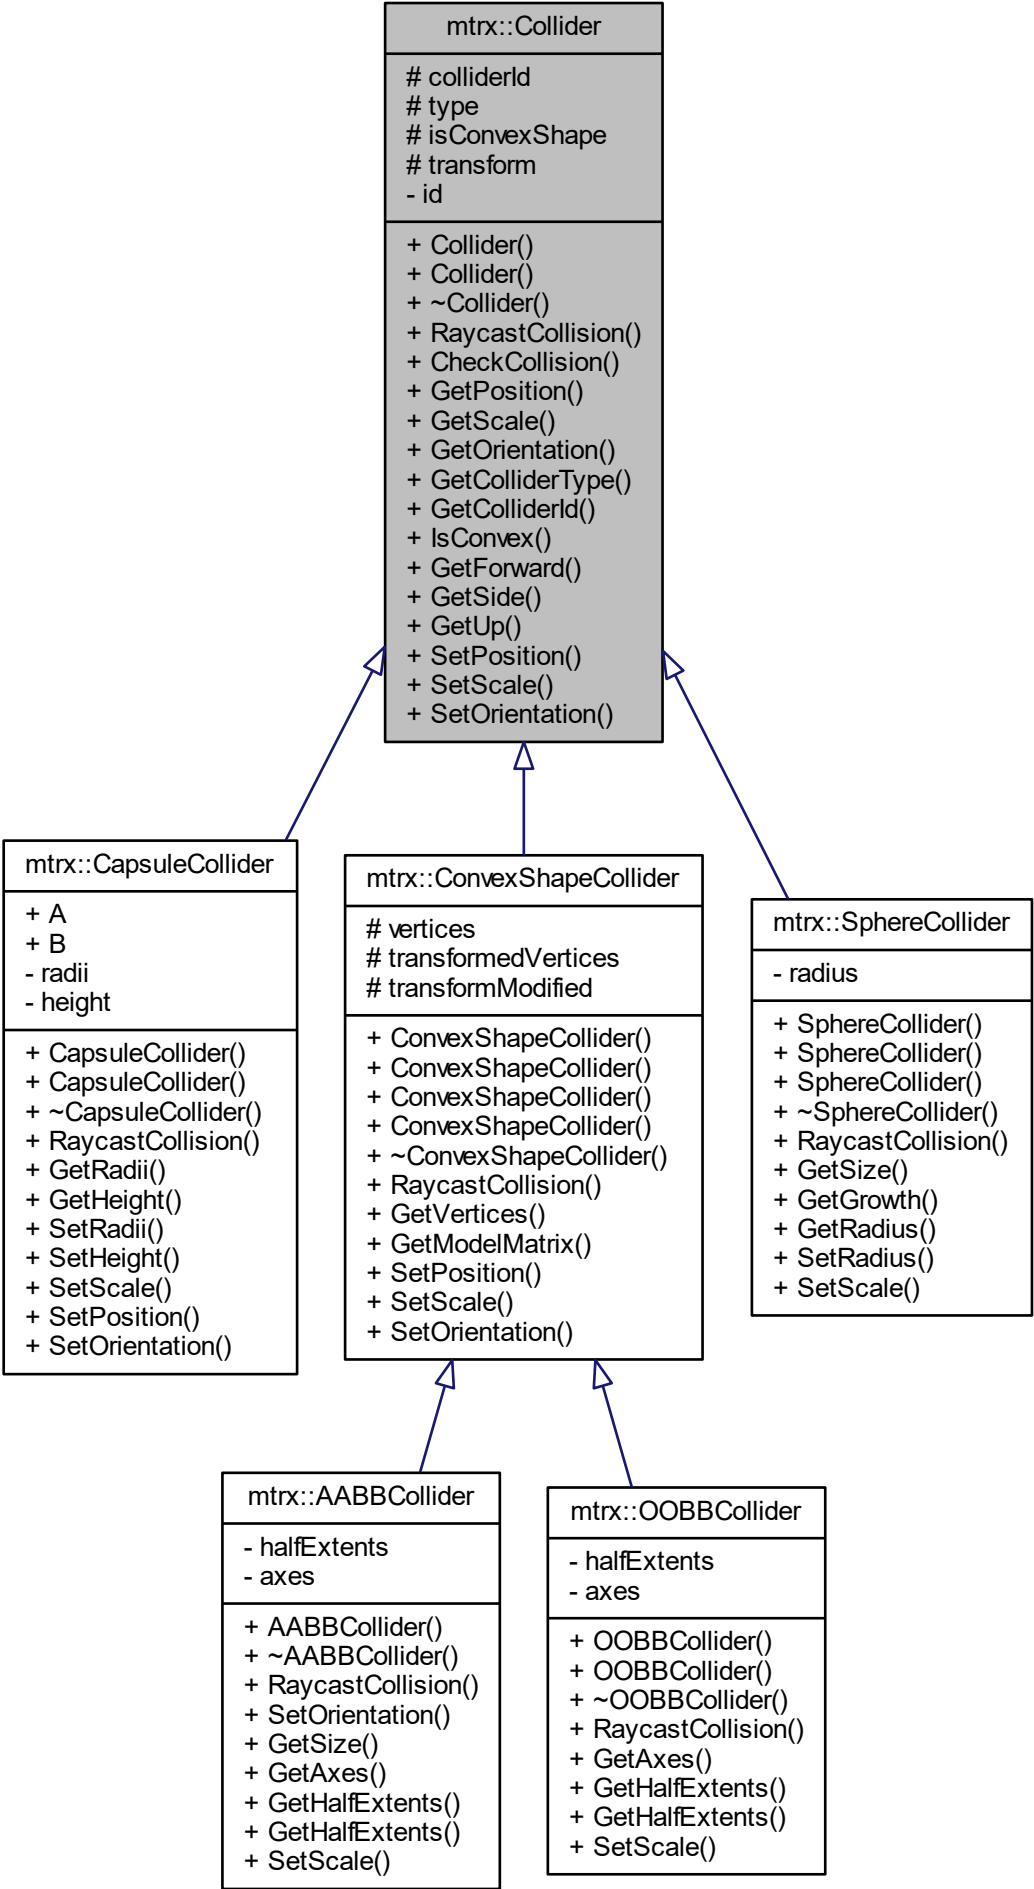 mtrx::Collider
# colliderId
# type
# isConvexShape
# transform
- id
+ Collider()
+ Collider()
+ ~Collider()
+ RaycastCollision()
+ CheckCollision()
+ GetPosition()
+ GetScale()
+ GetOrientation()
+ GetColliderType()
+ GetColliderId()
+ IsConvex()
+ GetForward()
+ GetSide()
+ GetUp()
+ SetPosition()
+ SetScale()
+ SetOrientation()
mtrx::CapsuleCollider
+ A
+ B
- radii
- height
+ CapsuleCollider()
+ CapsuleCollider()
+ ~CapsuleCollider()
+ RaycastCollision()
+ GetRadii()
+ GetHeight()
+ SetRadii()
+ SetHeight()
+ SetScale()
+ SetPosition()
+ SetOrientation()
mtrx::ConvexShapeCollider
# vertices
# transformedVertices
# transformModified
+ ConvexShapeCollider()
+ ConvexShapeCollider()
+ ConvexShapeCollider()
+ ConvexShapeCollider()
+ ~ConvexShapeCollider()
+ RaycastCollision()
+ GetVertices()
+ GetModelMatrix()
+ SetPosition()
+ SetScale()
+ SetOrientation()
mtrx::SphereCollider
- radius
+ SphereCollider()
+ SphereCollider()
+ SphereCollider()
+ ~SphereCollider()
+ RaycastCollision()
+ GetSize()
+ GetGrowth()
+ GetRadius()
+ SetRadius()
+ SetScale()
mtrx::AABBCollider
- halfExtents
- axes
+ AABBCollider()
+ ~AABBCollider()
+ RaycastCollision()
+ SetOrientation()
+ GetSize()
+ GetAxes()
+ GetHalfExtents()
+ GetHalfExtents()
+ SetScale()
mtrx::OOBBCollider
- halfExtents
- axes
+ OOBBCollider()
+ OOBBCollider()
+ ~OOBBCollider()
+ RaycastCollision()
+ GetAxes()
+ GetHalfExtents()
+ GetHalfExtents()
+ SetScale()